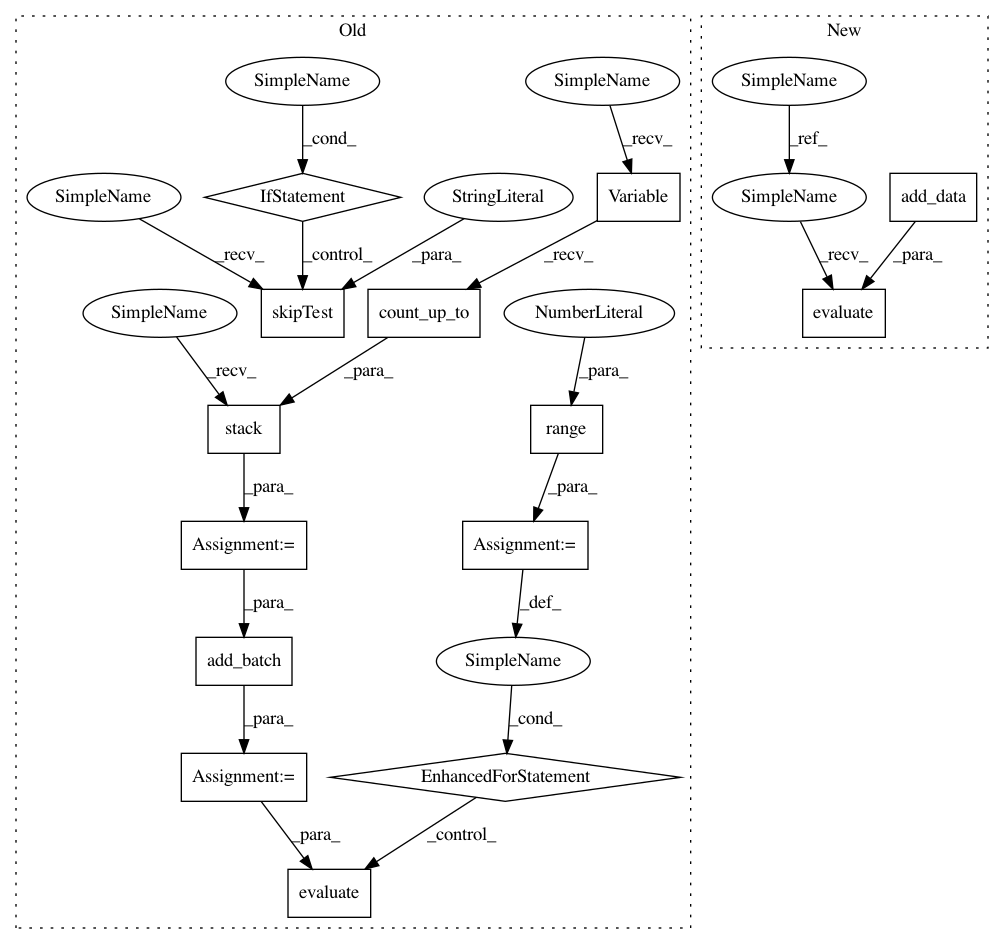 Old
New
SimpleName
SimpleName
SimpleName
_cond_
_recv_
_ref_
SimpleName
IfStatement
StringLiteral
Variable
SimpleName
add_data
_recv_
_control_
_para_
_recv_
_recv_
_para_
SimpleName
skipTest
count_up_to
NumberLiteral
evaluate
_recv_
_para_
_para_
stack
range
_para_
_para_
Assignment:=
Assignment:=
_para_
_def_
add_batch
SimpleName
_para_
_cond_
Assignment:=
EnhancedForStatement
_para_
_control_
evaluate